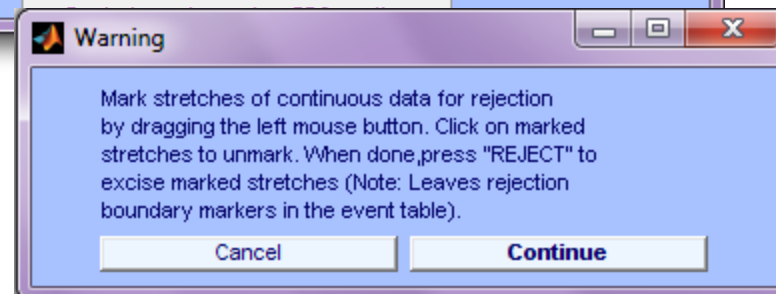 Warning
Mark stretches of continuous data for rejection
by dragging the left mouse button. Click on marked
stretches to unmark. When done,press "REJECT" to
excise marked stretches (Note: Leaves rejection
boundary markers in the event table).
Cancel
Continue